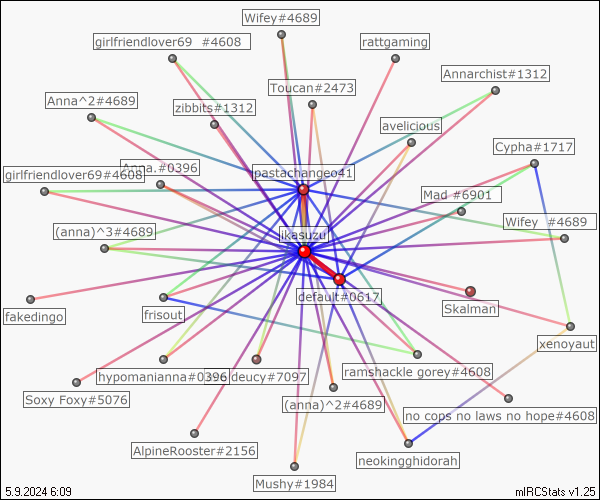 Wifey#4689
girlfriendlover69 #4608
rattgaming
Annarchist#1312
Toucan#2473
Anna^2#4689
zibbits#1312
avelicious
Cypha#1717
Anna.#0396
pastachangeo41
girlfriendlover69#4608
Mad #6901
Wifey #4689
(anna)^3#4689
ikasuzu
default#0617
Skalman
fakedingo
frisout
xenoyaut
hypomanianna#0396
deucy#7097
ramshackle gorey#4608
Soxy Foxy#5076
(anna)^2#4689
no cops no laws no hope#4608
AlpineRooster#2156
neokingghidorah
Mushy#1984
5.9.2024 6:09
mIRCStats v1.25